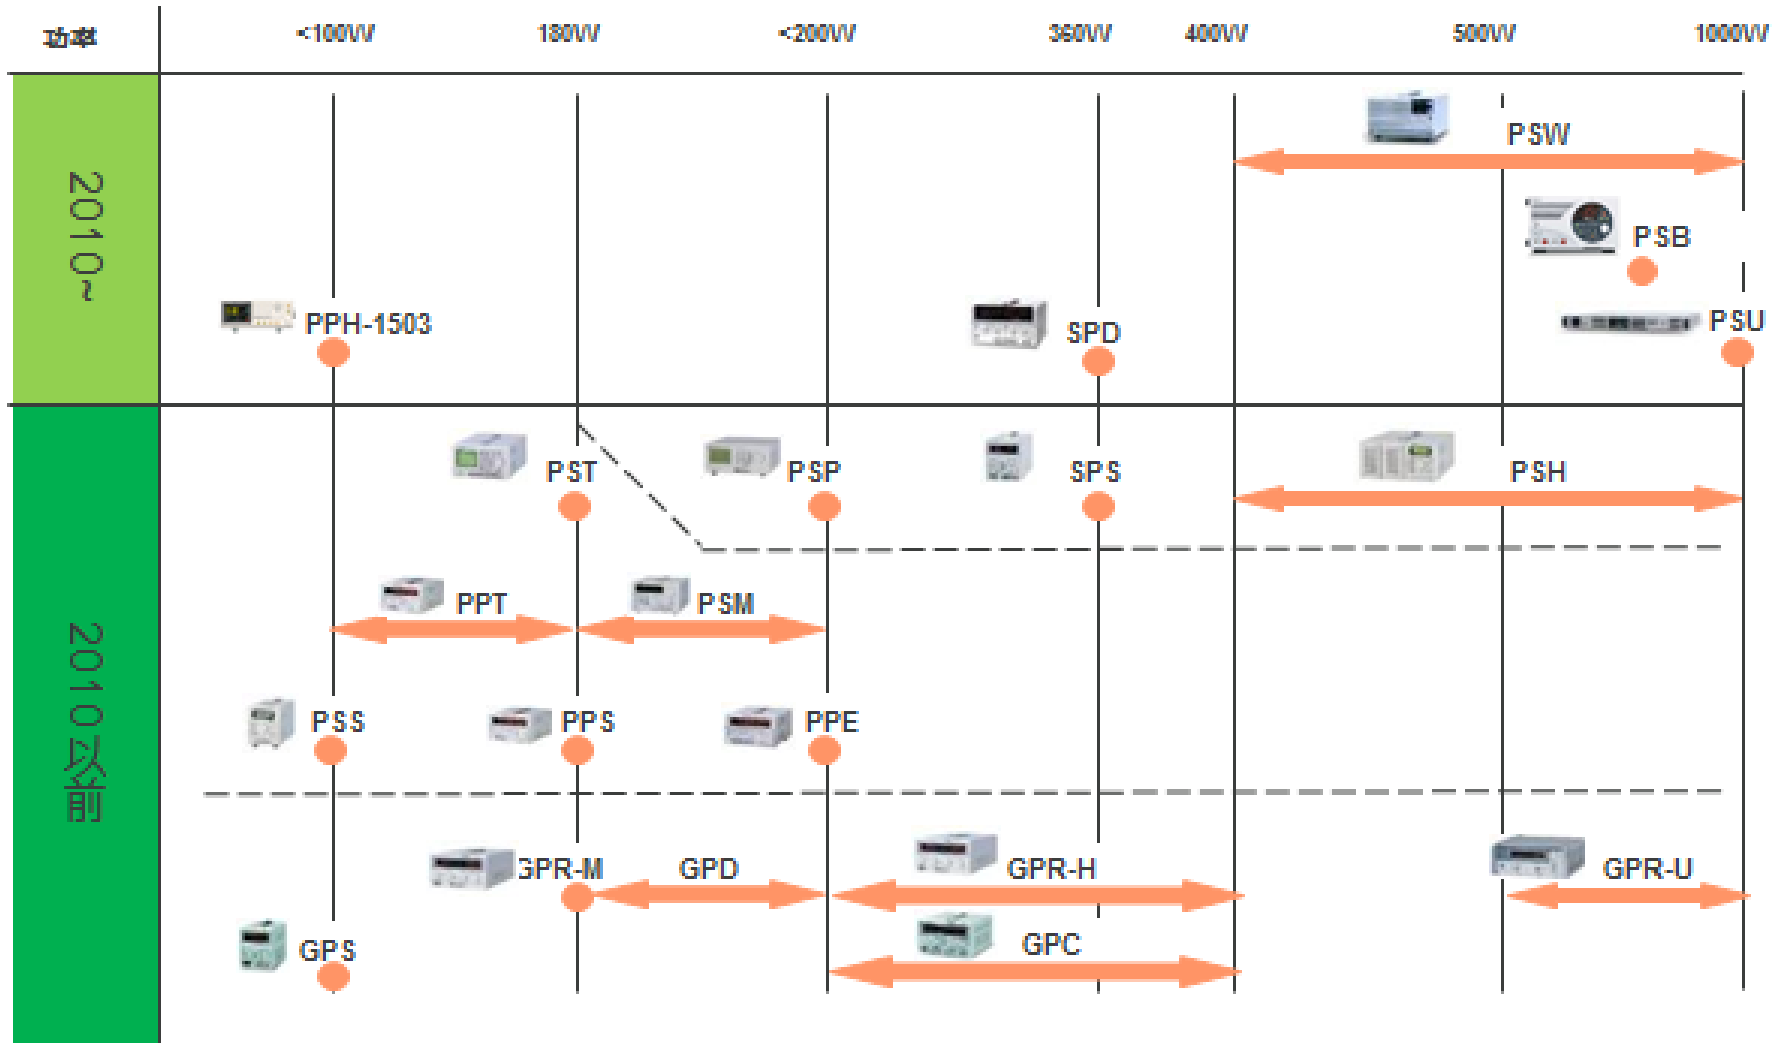 功率 <100W 180W <200W 360W 400W 500W 1000W
2010~
PSW
PSB
PPH-1503 SPD PSU
2010以前
PST PSP SPS PSH
PPT PSM
PSS PPS PPE
GPR-M GPD GPR-H GPR-U
GPS GPC